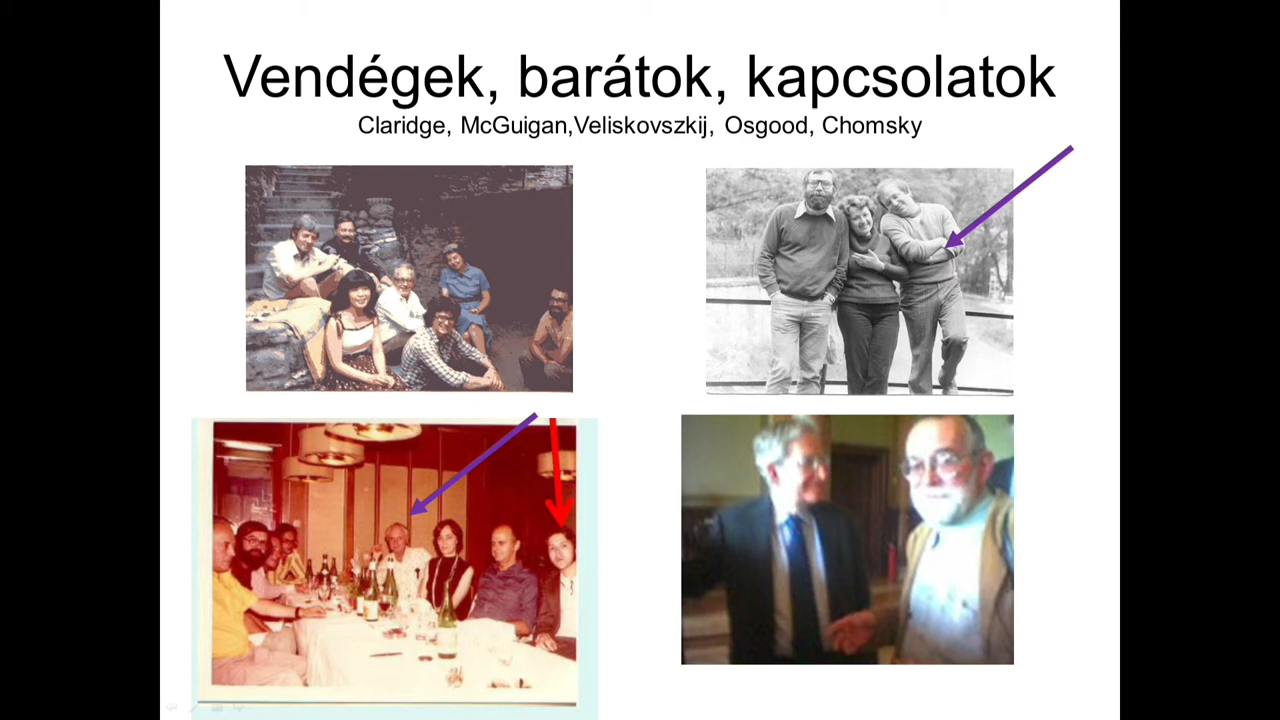 Vendégek, barátok, kapcsolatok
Claridge, McGuigan,Veliskovszkij, Osgood, Chomsky